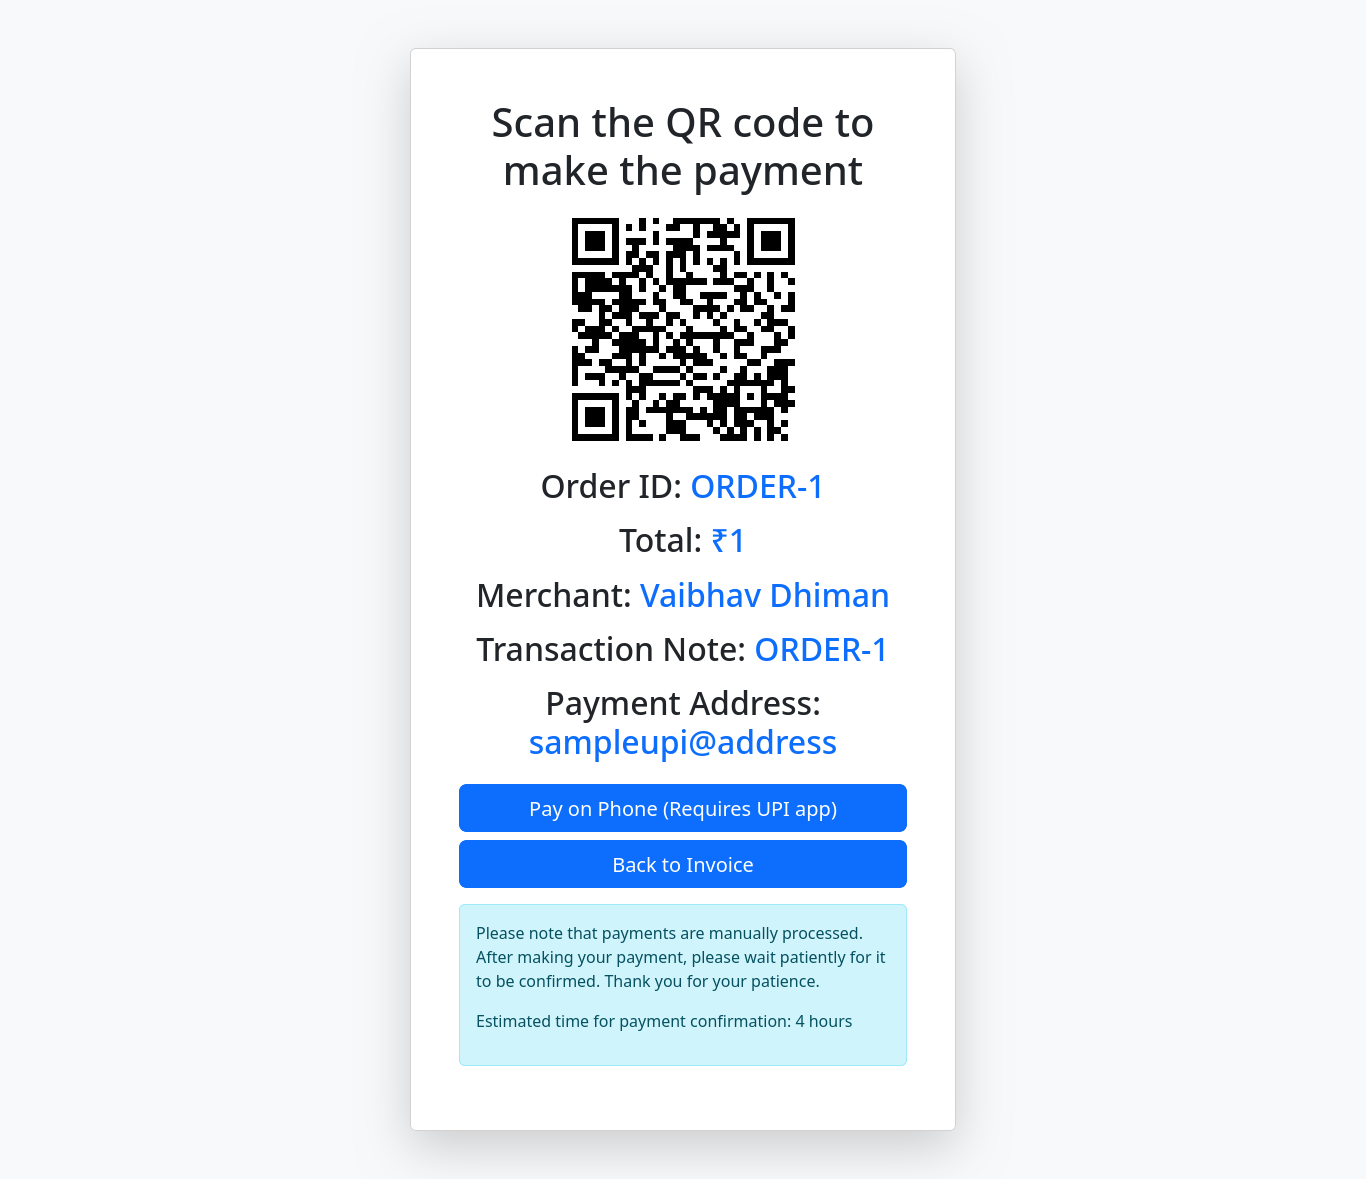 Scan the QR code to
make the payment
Order ID: ORDER-1
Total: ₹1
Merchant: Vaibhav Dhiman
Transaction Note: ORDER-1
Payment Address:
sampleupi@address
Pay on Phone (Requires UPI app)
Back to Invoice
Please note that payments are manually processed.
After making your payment, please wait patiently for it
to be confirmed. Thank you for your patience.
Estimated time for payment confirmation: 4 hours